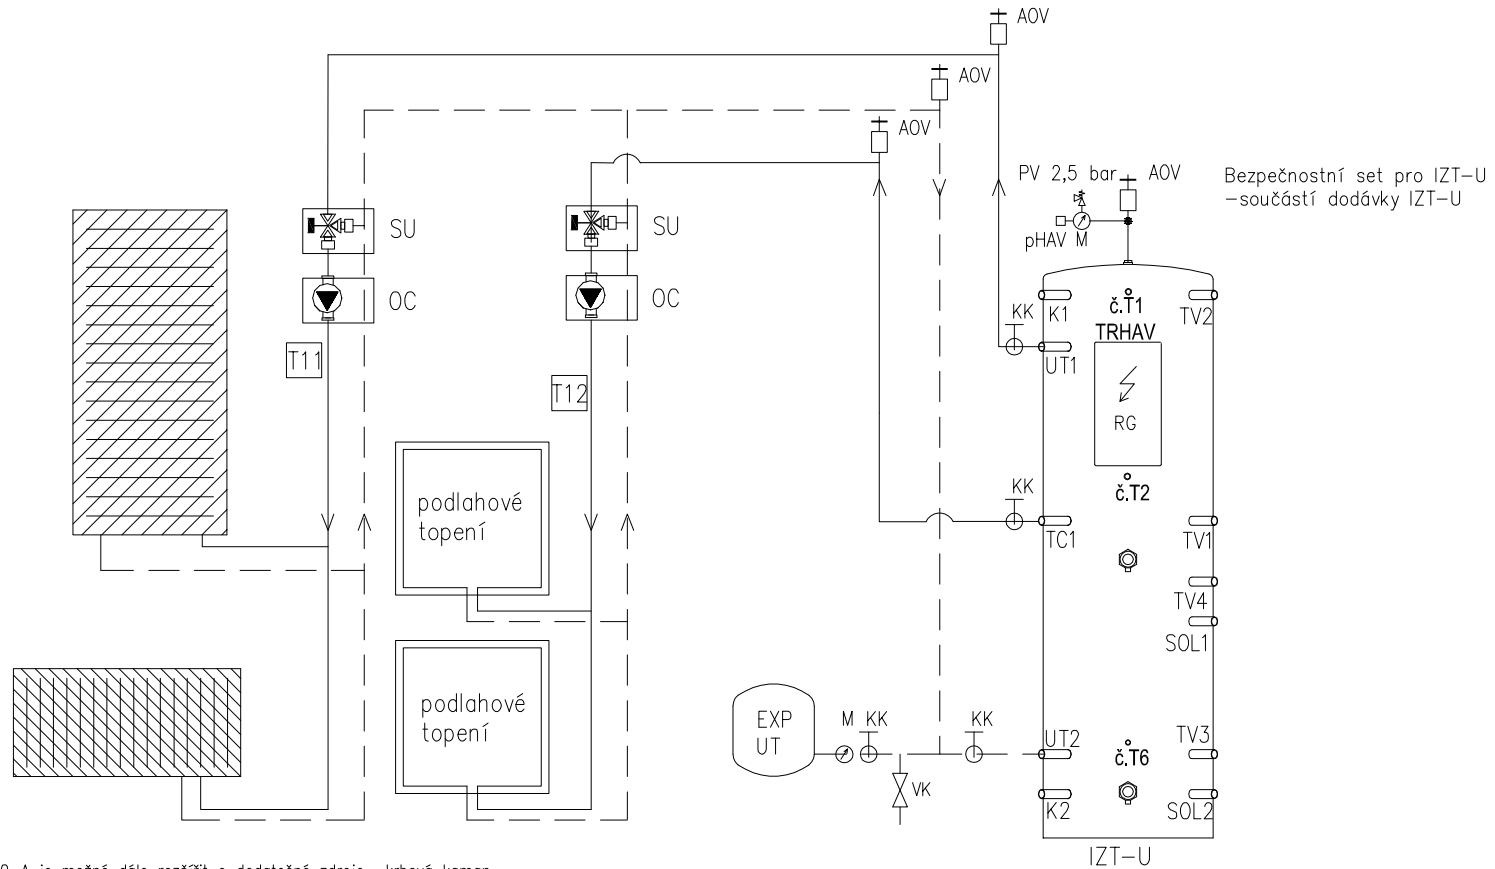 AOV
AOV
AOV
PV 2,5 bar
AOV
Bezpečnostní set pro IZT-U
-součástí dodávky IZT-U
pHAV M
SU
SU
OC
OC
T11
T12
KK
K1
č.T1
TRHAV
TV2
UT1
RG
KK
č.T2
TC1
TV1
TV4
SOL1
podlahové
topení
podlahové
topení
EXP
UT
M KK
KK
UT2
č.T6
TV3
VK
K2
SOL2
IZT-U